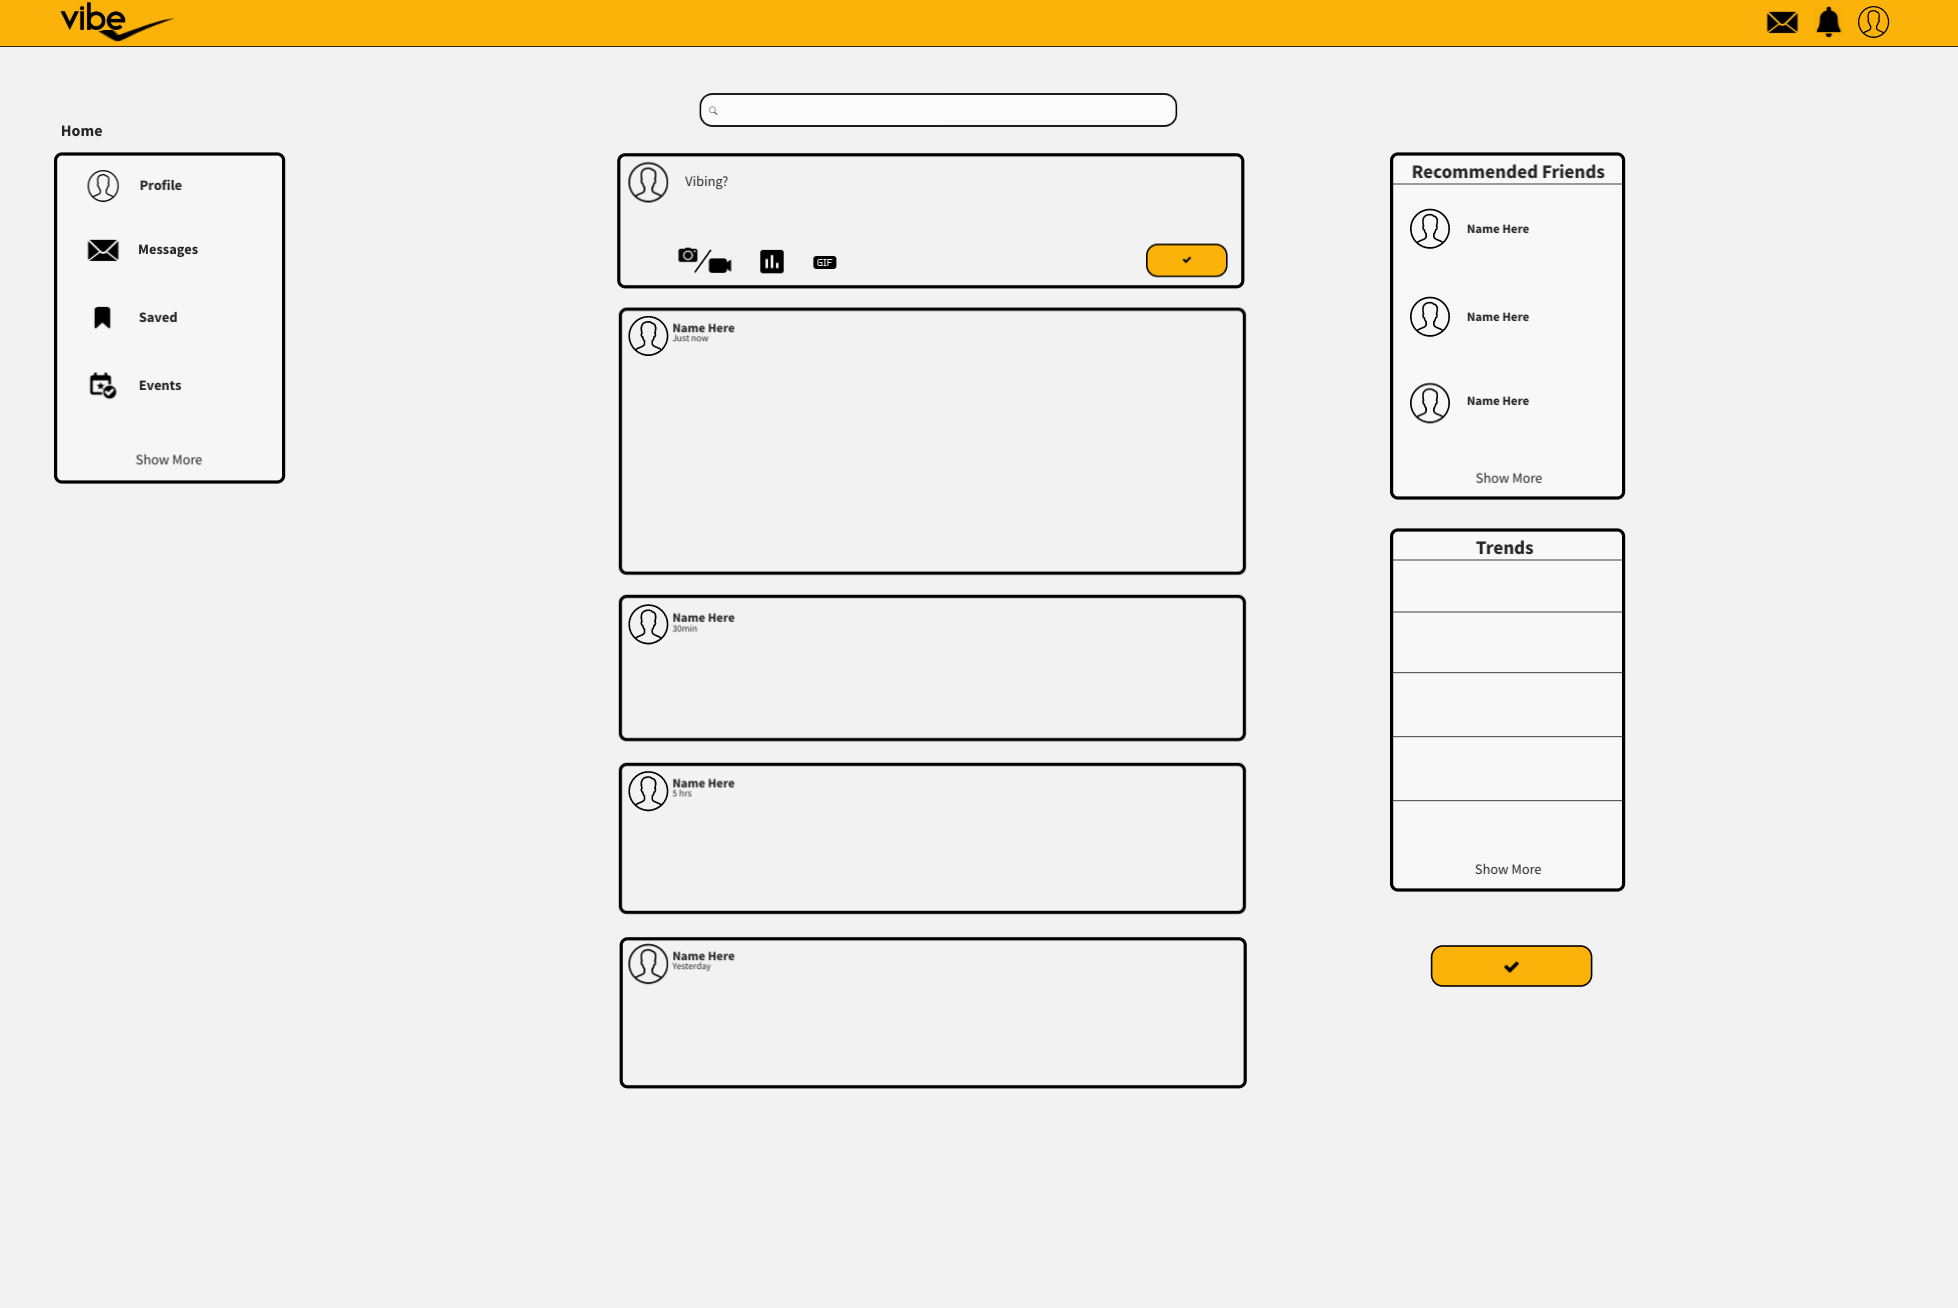 vibe
Home
Profile
Messages
Saved
Events
Show More
Vibing?
GIF
Name Here
Just now
Name Here
30min
Name Here
5 hrs
Name Here
Yesterday
Recommended Friends
Name Here
Name Here
Name Here
Show More
Trends
Show More